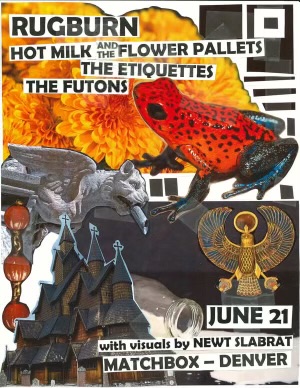 RUGBURN
HOT MILK AND THE FLOWER PALLETS
THE ETIQUETTES
THE FUTONS
JUNE 21
with visuals by NEWT SLABRAT
MATCHBOX – DENVER